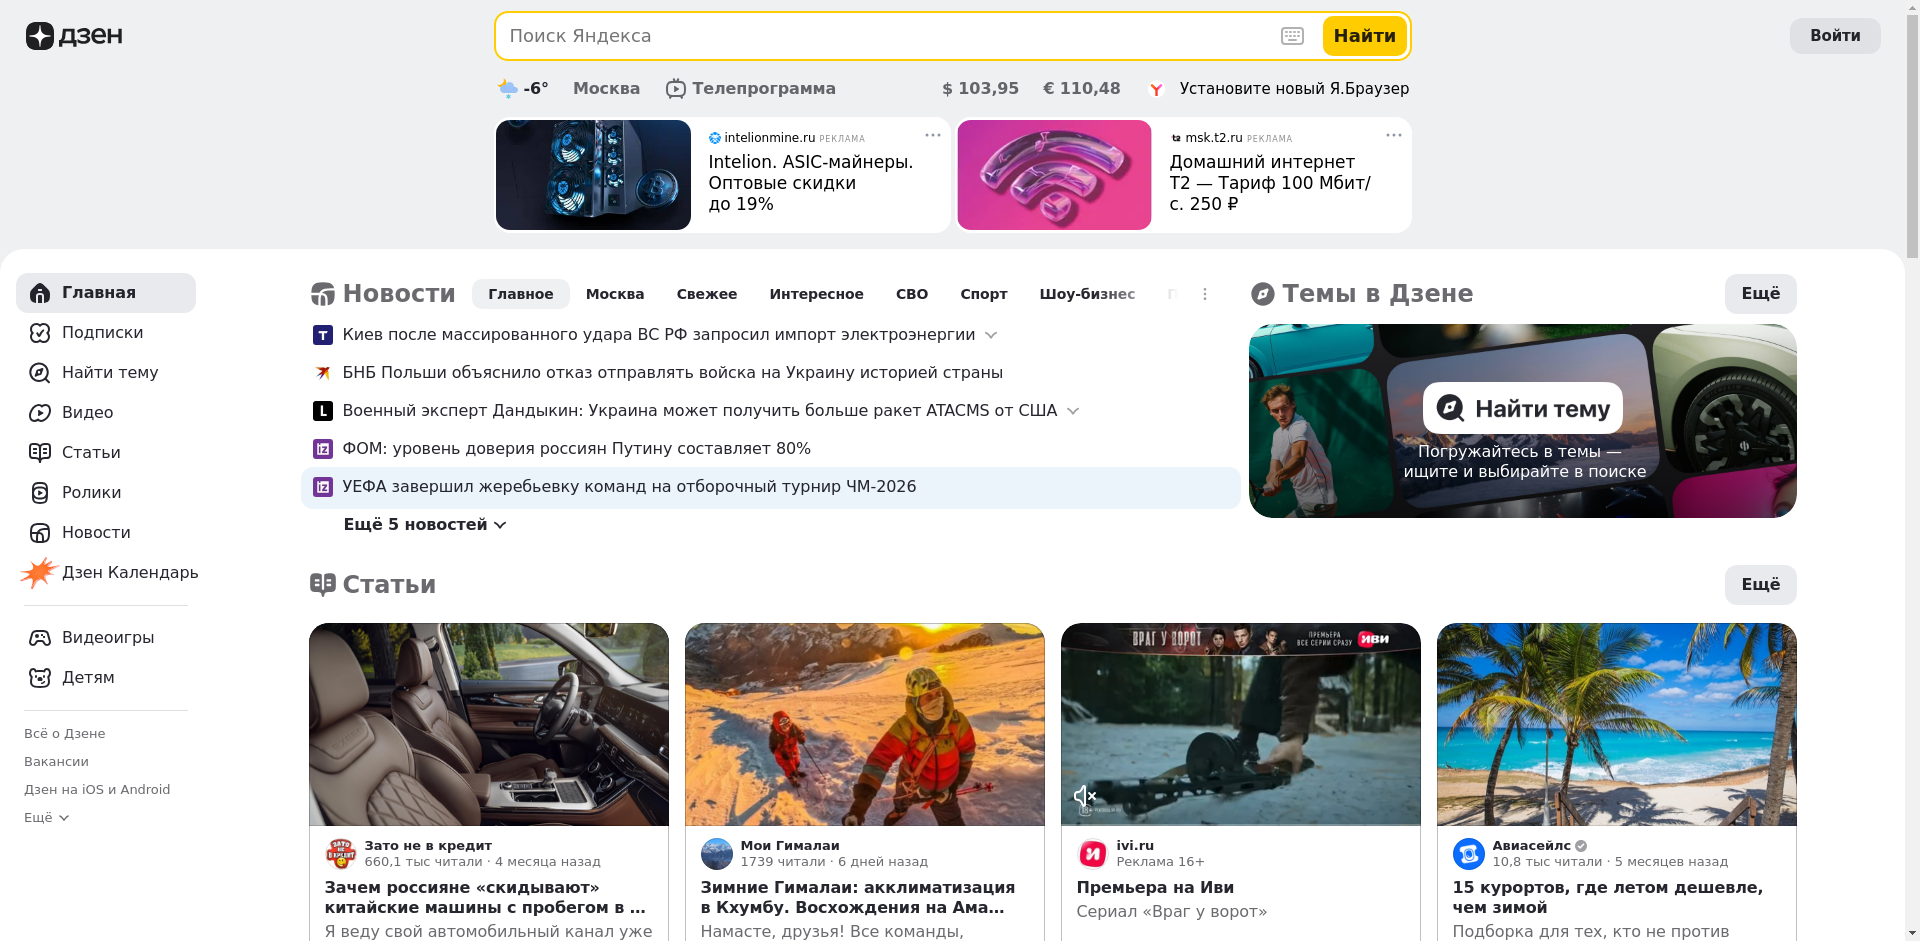 дзен
Поиск Яндекса
Найти
Войти
-6°
Москва
Телепрограмма
$ 103,95
€ 110,48
Установите новый Я.Браузер
intelionmine.ru РЕКЛАМА
Intelion. ASIC-майнеры.
Оптовые скидки
до 19%
msk.t2.ru РЕКЛАМА
Домашний интернет
T2 — Тариф 100 Мбит/
с. 250 ₽
Главная
Подписки
Найти тему
Видео
Статьи
Ролики
Новости
Дзен Календарь
Видеоигры
Детям
Всё о Дзене
Вакансии
Дзен на iOS и Android
Ещё
Новости
Главное
Москва
Свежее
Интересное
СВО
Спорт
Шоу-бизнес
Киев после массированного удара ВС РФ запросил импорт электроэнергии
БНБ Польши объяснило отказ отправлять войска на Украину историей страны
Военный эксперт Дандыкин: Украина может получить больше ракет ATACMS от США
ФОМ: уровень доверия россиян Путину составляет 80%
УЕФА завершил жеребьевку команд на отборочный турнир ЧМ-2026
Ещё 5 новостей
Темы в Дзене
Ещё
Найти тему
Погружайтесь в темы —
ищите и выбирайте в поиске
Статьи
Ещё
Зато не в кредит
660,1 тыс читали · 4 месяца назад
Зачем россияне «скидывают»
китайские машины с пробегом в ...
Я веду свой автомобильный канал уже
Мои Гималаи
1739 читали · 6 дней назад
Зимние Гималаи: акклиматизация
в Кхумбу. Восхождения на Ама...
Намасте, друзья! Все команды,
ВРАГ У ВОРОТ
ПРЕМЬЕРА
ВСЕ СЕРИИ СРАЗУ
иви
ivi.ru
Реклама 16+
Премьера на Иви
Сериал «Враг у ворот»
Авиасейлс
10,8 тыс читали · 5 месяцев назад
15 курортов, где летом дешевле,
чем зимой
Подборка для тех, кто не против